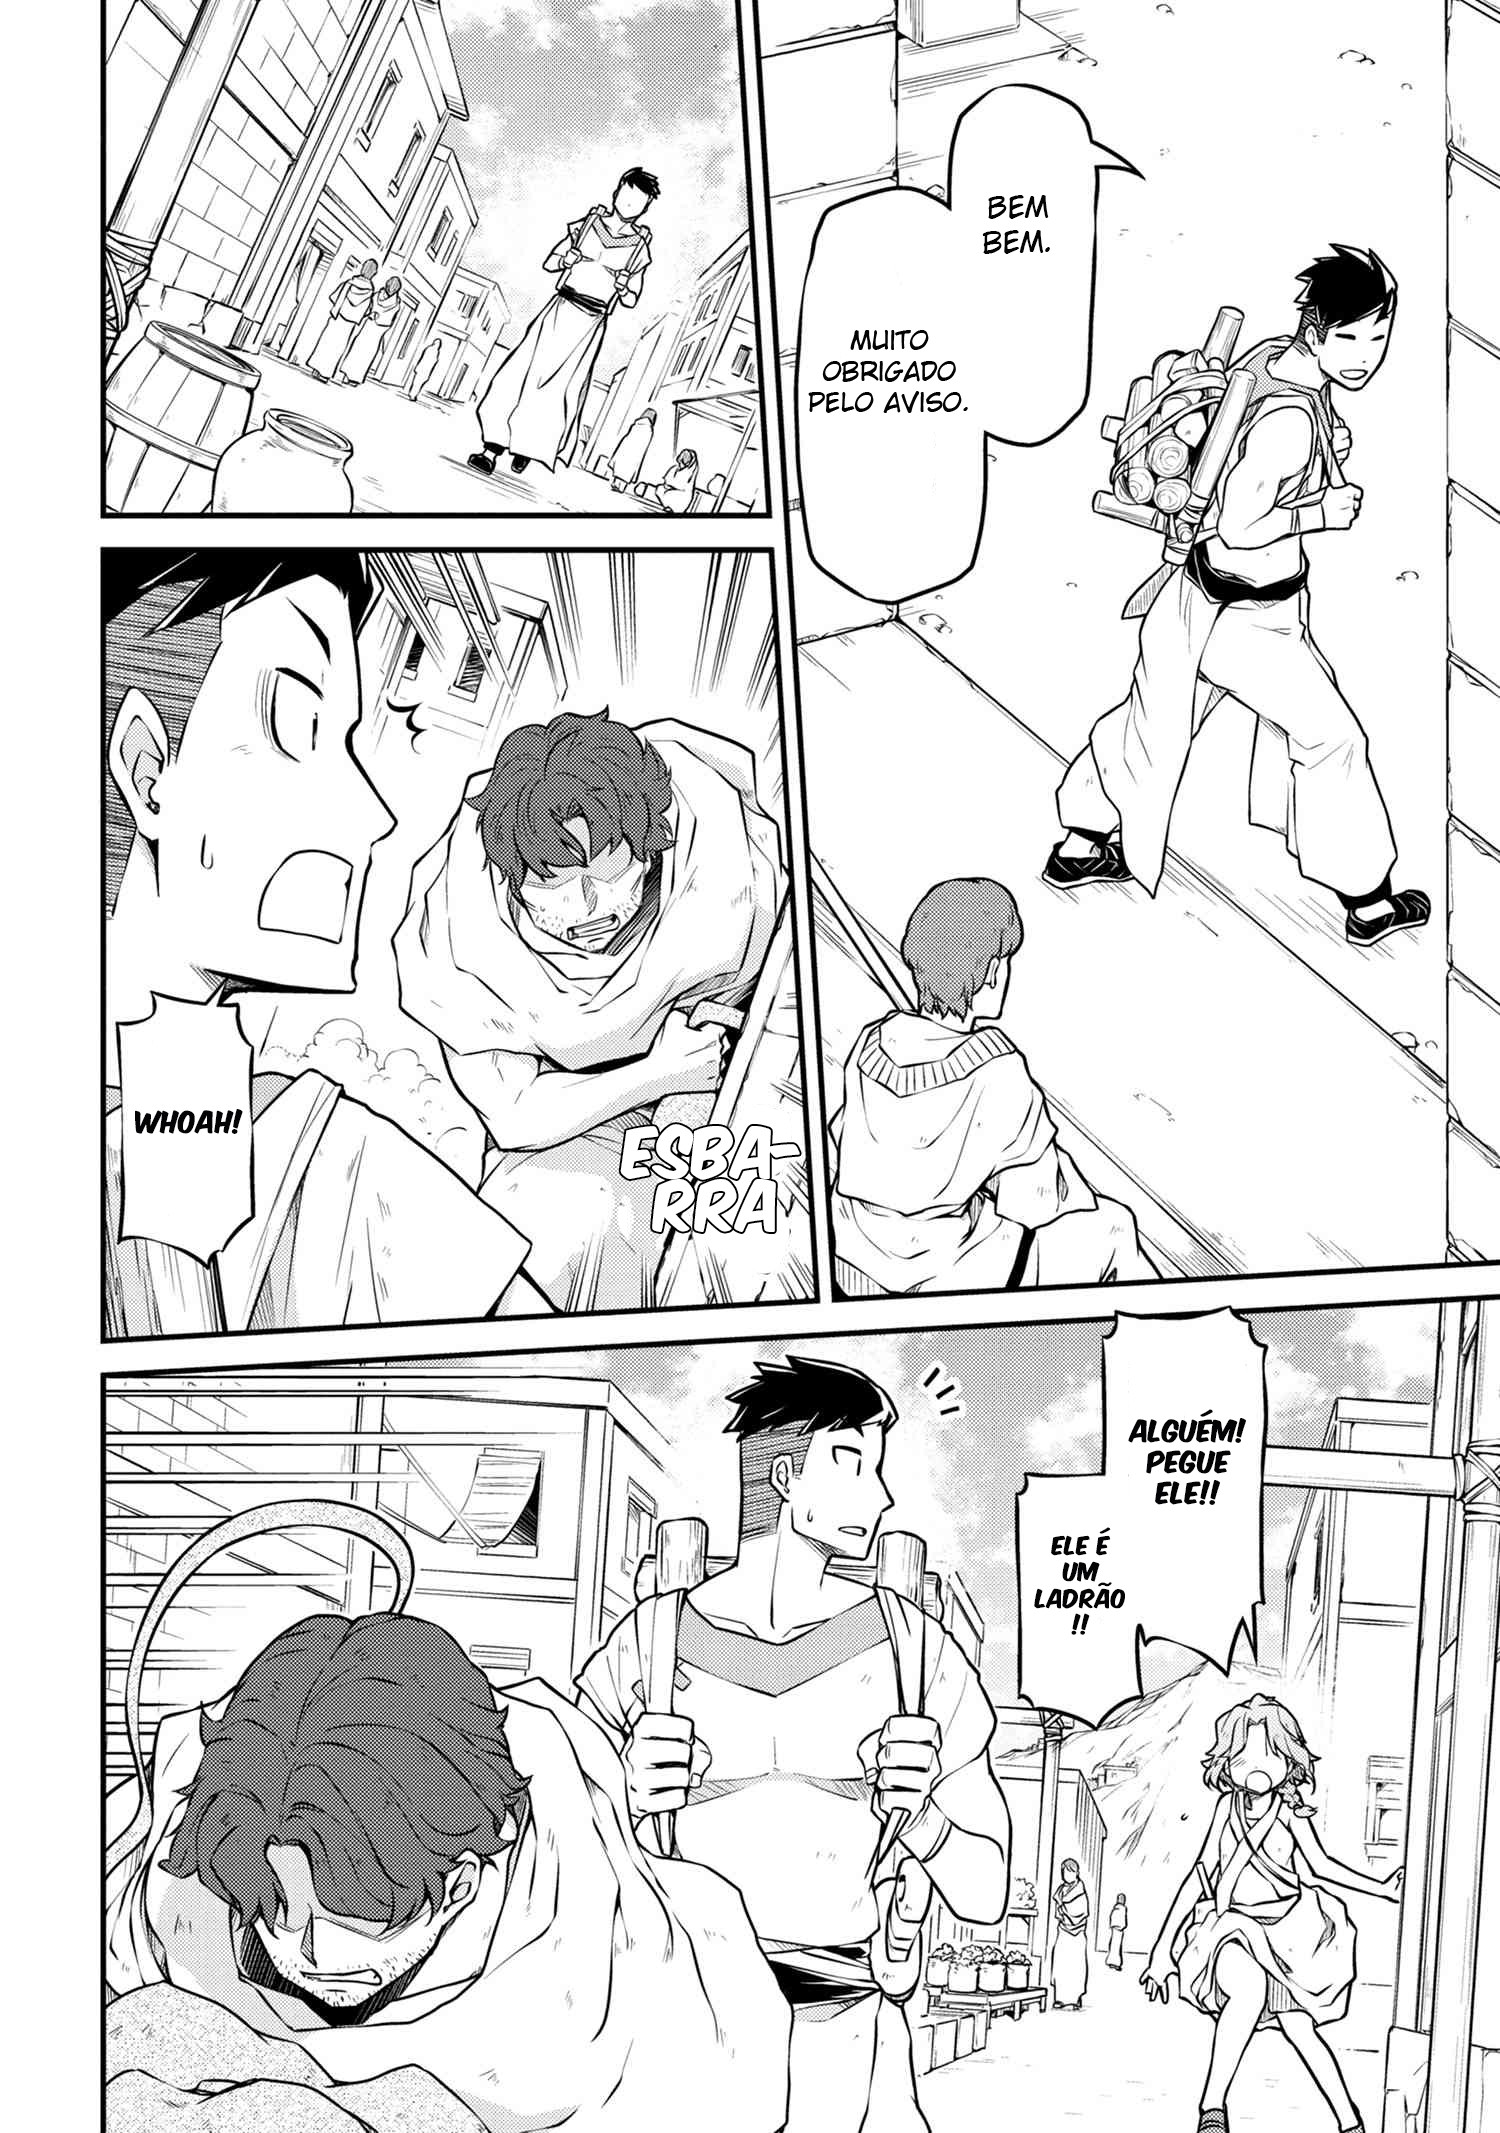 BEM
BEM.
MUITO
OBRIGADO
PELO AVISO.
WHOAH!
ESBA-
RRA
ALGUÉM!
PEGUE
ELE!!
ELE É
UM
LADRÃO
!!